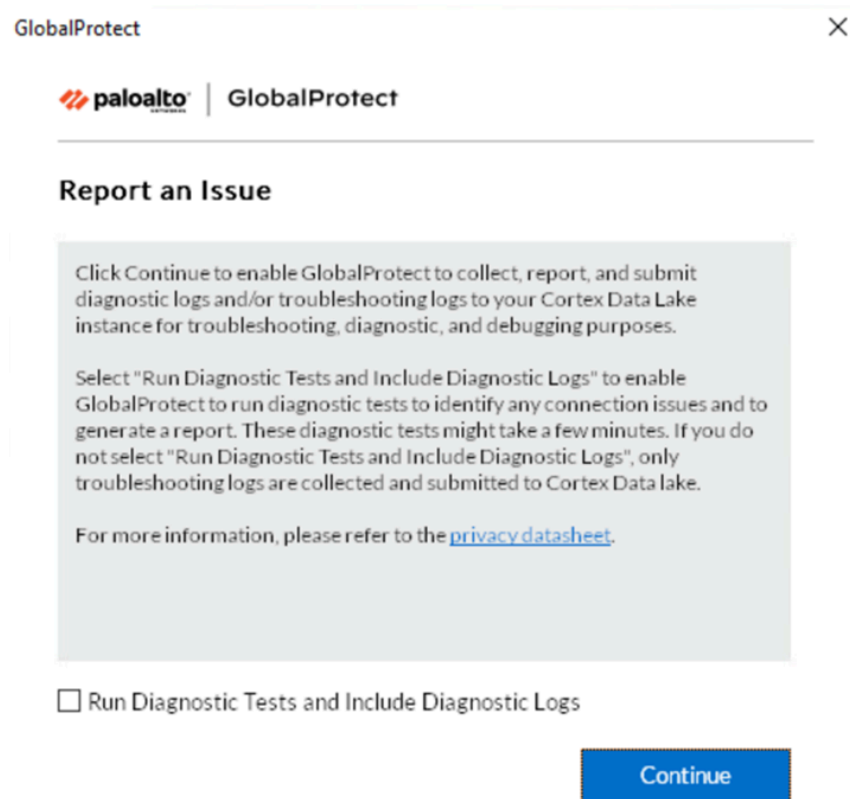 GlobalProtect
paloalto | GlobalProtect
NETWORKS
Report an Issue
Click Continue to enable GlobalProtect to collect, report, and submit
diagnostic logs and/or troubleshooting logs to your Cortex Data Lake
instance for troubleshooting, diagnostic, and debugging purposes.
Select "Run Diagnostic Tests and Include Diagnostic Logs" to enable
GlobalProtect to run diagnostic tests to identify any connection issues and to
generate a report. These diagnostic tests might take a few minutes. If you do
not select "Run Diagnostic Tests and Include Diagnostic Logs", only
troubleshooting logs are collected and submitted to Cortex Data lake.
For more information, please refer to the privacy datasheet.
Run Diagnostic Tests and Include Diagnostic Logs
Continue